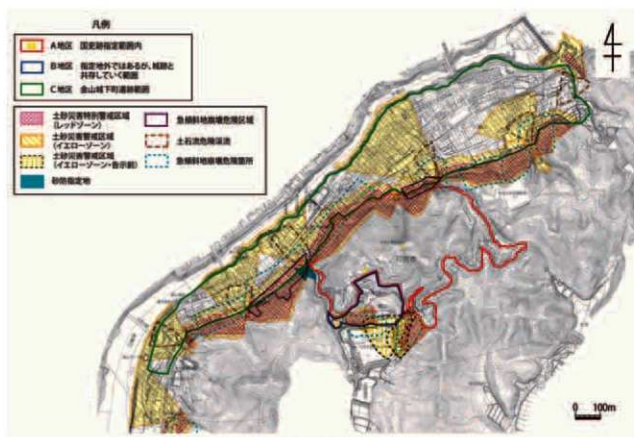 凡例
A地区 国史跡指定範囲内
B地区 指定地外ではあるが、城跡と
共存していく範囲
C地区 金山城下町遺跡範囲
土砂災害特別警戒区域
(レッドゾーン)
土砂災害警戒区域
(イエローゾーン)
土砂災害警戒区域
(イエローゾーン・告示前)
砂防指定地
急傾斜地崩壊危険区域
土石流危険渓流
急傾斜地崩壊危険箇所
0 100m